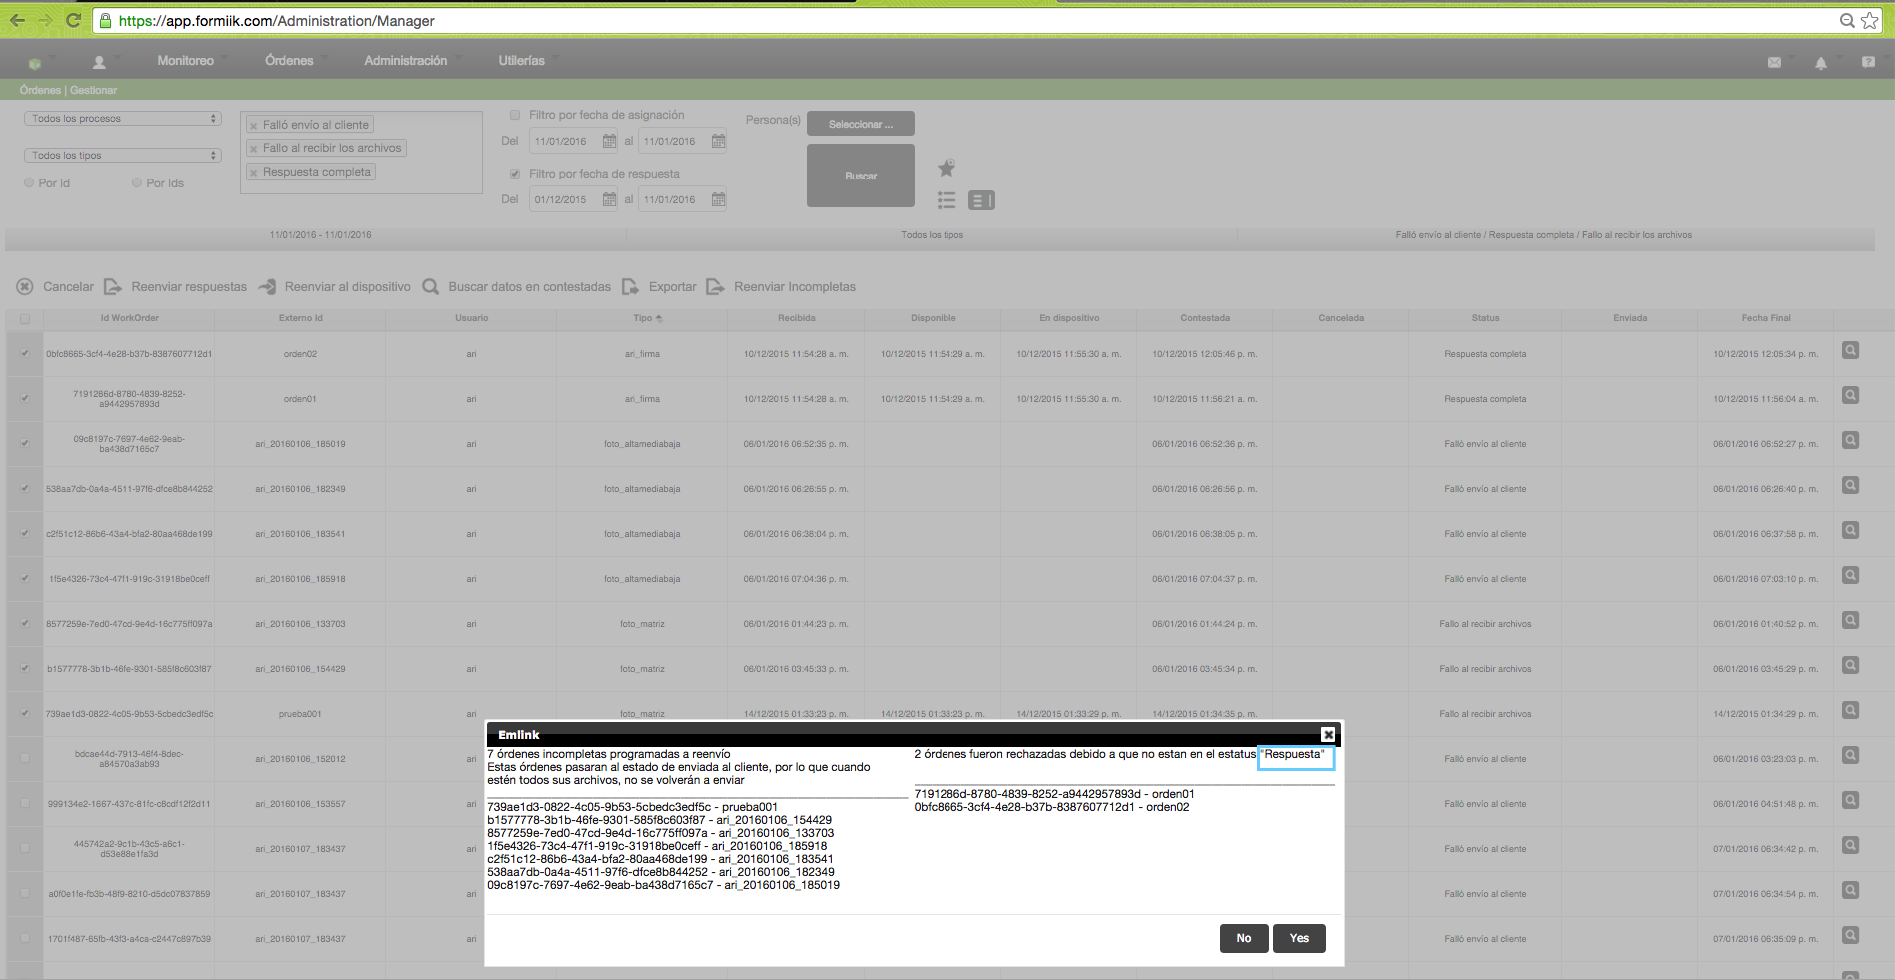 https://app.formiik.com/Administration/Manager
Monitoreo Órdenes Administración Utilerías
Órdenes | Gestionar
Todos los procesos
Todos los tipos
Por Id Por Ids
Falló envío al cliente
Fallo al recibir los archivos
Respuesta completa
Filtro por fecha de asignación
Del 11/01/2016 al 11/01/2016
Filtro por fecha de respuesta
Del 01/12/2015 al 11/01/2016
Persona(s) Seleccionar ...
Buscar
11/01/2016 - 11/01/2016 Todos los tipos Falló envío al cliente / Respuesta completa / Fallo al recibir los archivos
Cancelar Reenviar respuestas Reenviar al dispositivo Buscar datos en contestadas Exportar Reenviar Incompletas
Id WorkOrder Externo Id Usuario Tipo Recibida Disponible En dispositivo Contestada Cancelada Status Enviada Fecha Final
0bfc8665-3cf4-4e28-b37b-8387607712d1 orden02 ari ari_firma 10/12/2015 11:54:28 a. m. 10/12/2015 11:54:29 a. m. 10/12/2015 11:55:30 a. m. 10/12/2015 12:05:46 p. m. Respuesta completa 10/12/2015 12:05:34 p. m.
7191286d-8780-4839-8252-
a9442957893d orden01 ari ari_firma 10/12/2015 11:54:28 a. m. 10/12/2015 11:54:29 a. m. 10/12/2015 11:55:30 a. m. 10/12/2015 11:56:21 a. m. Respuesta completa 10/12/2015 11:56:04 a. m.
09c8197c-7697-4e62-9eab-
ba438d7165c7 ari_20160106_185019 ari foto_altamediabaja 06/01/2016 06:52:35 p. m. 06/01/2016 06:52:36 p. m. Falló envío al cliente 06/01/2016 06:52:27 p. m.
538aa7db-0a4a-4511-97f6-dfce8b844252 ari_20160106_182349 ari foto_altamediabaja 06/01/2016 06:26:55 p. m. 06/01/2016 06:26:56 p. m. Falló envío al cliente 06/01/2016 06:26:40 p. m.
c2f51c12-86b6-43a4-bfa2-80aa468de199 ari_20160106_183541 ari foto_altamediabaja 06/01/2016 06:38:04 p. m. 06/01/2016 06:38:05 p. m. Falló envío al cliente 06/01/2016 06:37:58 p. m.
1f5e4326-73c4-47f1-919c-31918be0ceff ari_20160106_185918 ari foto_altamediabaja 06/01/2016 07:04:36 p. m. 06/01/2016 07:04:37 p. m. Falló envío al cliente 06/01/2016 07:03:10 p. m.
8577259e-7ed0-47cd-9e4d-16c775ff097a ari_20160106_133703 ari foto_matriz 06/01/2016 01:44:23 p. m. 06/01/2016 01:44:24 p. m. Fallo al recibir archivos 06/01/2016 01:40:52 p. m.
b1577778-3b1b-46fe-9301-585f8c603f87 ari_20160106_154429 ari foto_matriz 06/01/2016 03:45:33 p. m. 06/01/2016 03:45:34 p. m. Fallo al recibir archivos 06/01/2016 03:45:29 p. m.
739ae1d3-0822-4c05-9b53-5cbedc3edf5c prueba001 ari foto_matriz 14/12/2015 01:33:23 p. m. 14/12/2015 01:33:23 p. m. 14/12/2015 01:33:29 p. m. 14/12/2015 01:34:35 p. m. Fallo al recibir archivos 14/12/2015 01:34:29 p. m.
bdcae44d-7913-46f4-8dec-
a84570a3ab93 ari_20160106_152012 ari Falló envío al cliente 06/01/2016 03:23:03 p. m.
999134e2-1667-437c-81fc-c8cdf12f2d11 ari_20160106_153557 ari Falló envío al cliente 06/01/2016 04:51:48 p. m.
445742a2-9c1b-43c5-a6c1-
d53e88e1fa3d ari_20160107_183437 ari Falló envío al cliente 07/01/2016 06:34:42 p. m.
a0f0e1fe-fb3b-48f9-8210-d5dc07837859 ari_20160107_183437 ari Falló envío al cliente 07/01/2016 06:34:54 p. m.
1701f487-65fb-43f3-a4ca-c2447c897b39 ari_20160107_183437 ari Falló envío al cliente 07/01/2016 06:35:09 p. m.
Emlink
7 órdenes incompletas programadas a reenvío
Estas órdenes pasaran al estado de enviada al cliente, por lo que cuando
estén todos sus archivos, no se volverán a enviar
739ae1d3-0822-4c05-9b53-5cbedc3edf5c - prueba001
b1577778-3b1b-46fe-9301-585f8c603f87 - ari_20160106_154429
8577259e-7ed0-47cd-9e4d-16c775ff097a - ari_20160106_133703
1f5e4326-73c4-47f1-919c-31918be0ceff - ari_20160106_185918
c2f51c12-86b6-43a4-bfa2-80aa468de199 - ari_20160106_183541
538aa7db-0a4a-4511-97f6-dfce8b844252 - ari_20160106_182349
09c8197c-7697-4e62-9eab-ba438d7165c7 - ari_20160106_185019
2 órdenes fueron rechazadas debido a que no estan en el estatus "Respuesta"
7191286d-8780-4839-8252-a9442957893d - orden01
0bfc8665-3cf4-4e28-b37b-8387607712d1 - orden02
No Yes